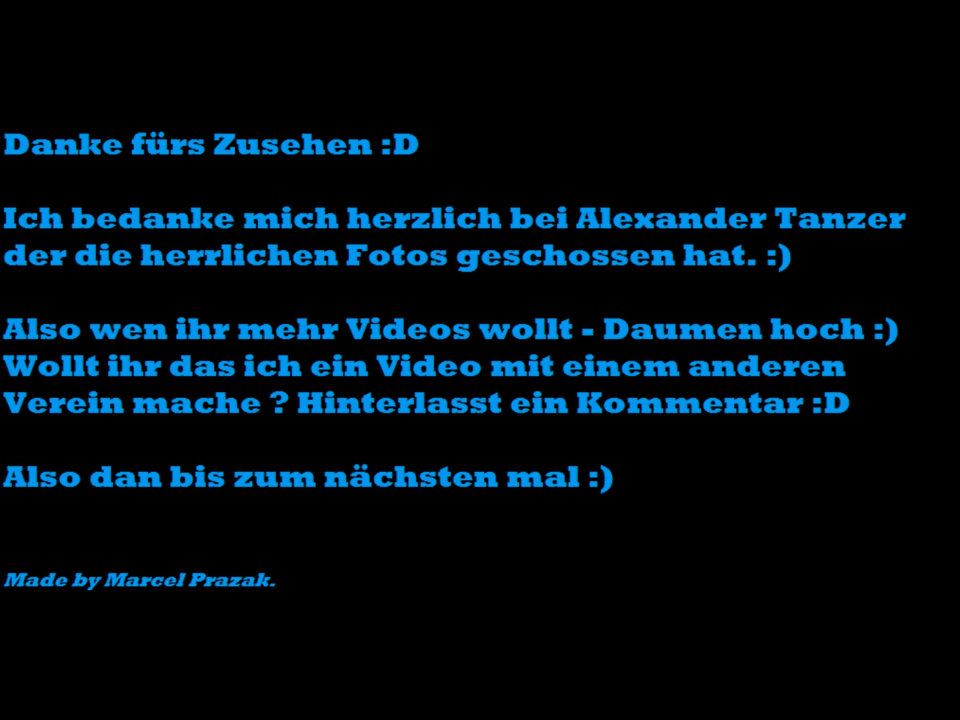 Danke fürs Zusehen :D
Ich bedanke mich herzlich bei Alexander Tanzer
der die herrlichen Fotos geschossen hat. :)
Also wen ihr mehr Videos wollt - Daumen hoch :)
Wollt ihr das ich ein Video mit einem anderen
Verein mache ? Hinterlasst ein Kommentar :D
Also dan bis zum nächsten mal :)
Made by Marcel Prazak.